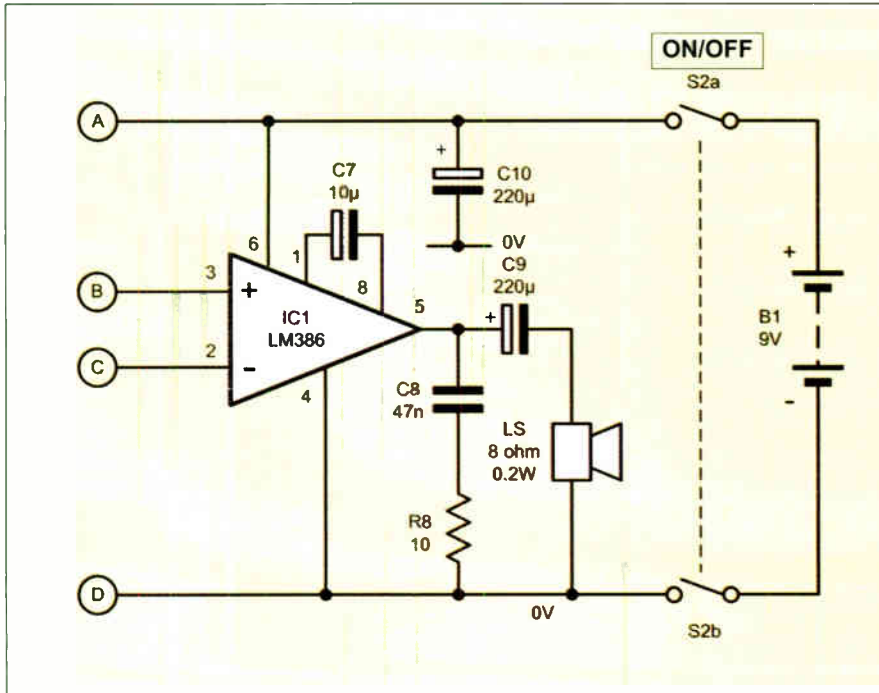 ON/OFF
S2a
A
+
C7
10µ
C10
220µ
6
1
0V
C9
220µ
3
B
+
8
5
+
B1
9V
IC1
LM386
C
2
-
4
C8
47n
LS
8 ohm
0.2W
-
R8
10
D
0V
S2b
+